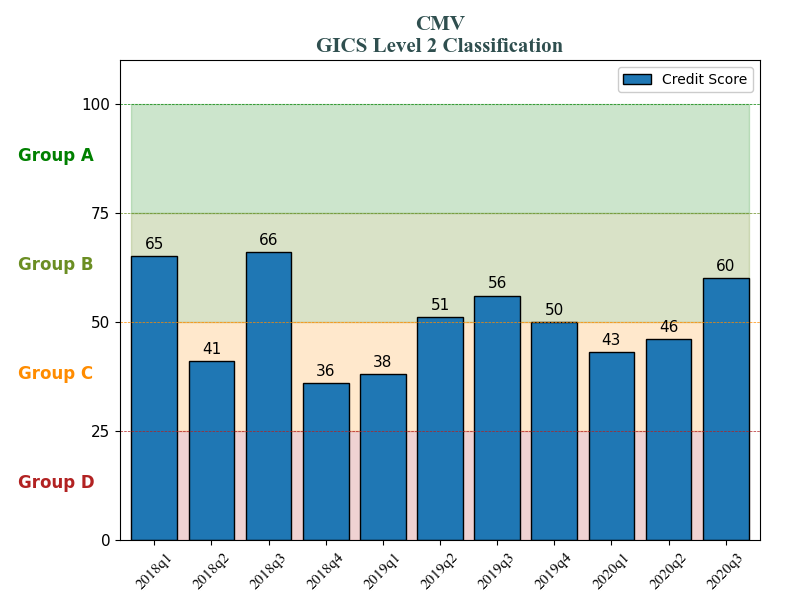 CMV
GICS Level 2 Classification
Credit Score
100
Group A
75
66
65
Group B
60
56
51
50
50
46
43
41
38
36
Group C
25
Group D
0
2018q1
2018q2
2018q3
2018q4
2019q1
2019q2
2019q3
2019q4
2020q1
2020q2
2020q3